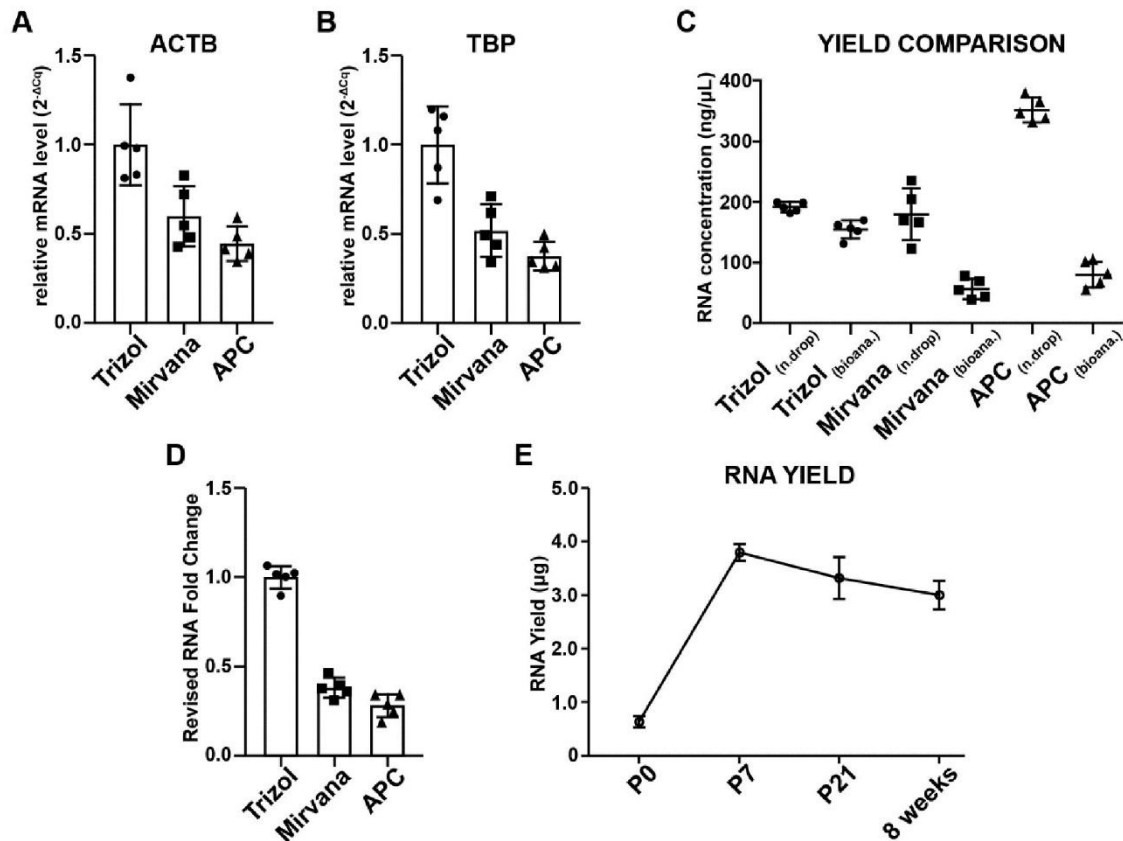 A
ACTB
relative mRNA level (2-ΔCq)
1.5
1.0
0.5
0.0
Trizol
Mirvana
APC
B
TBP
relative mRNA level (2-ΔCq)
1.5
1.0
0.5
0.0
Trizol
Mirvana
APC
C
YIELD COMPARISON
RNA concentration (ng/µL)
400
300
200
100
0
Trizol (n.drop)
Trizol (bioana.)
Mirvana (n.drop)
Mirvana (bioana.)
APC (n.drop)
APC (bioana.)
D
Revised RNA Fold Change
1.5
1.0
0.5
0.0
Trizol
Mirvana
APC
E
RNA YIELD
RNA Yield (µg)
5.0
4.0
3.0
2.0
1.0
0
P0
P7
P21
8 weeks